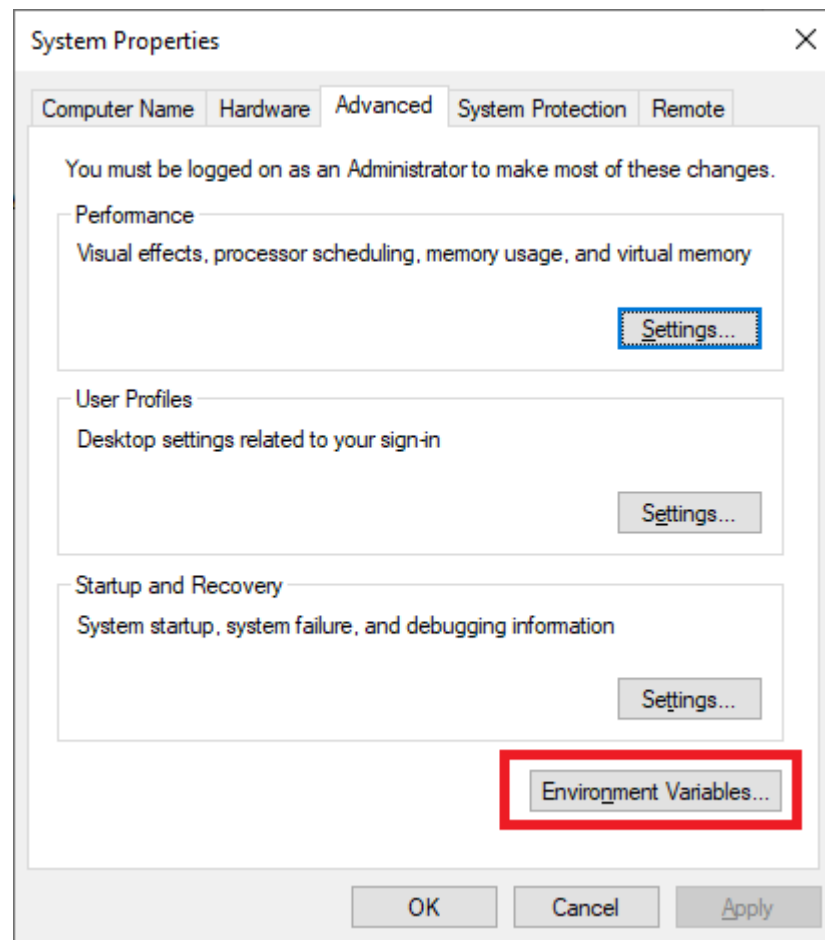 System Properties
Computer Name Hardware Advanced System Protection Remote
You must be logged on as an Administrator to make most of these changes.
Performance
Visual effects, processor scheduling, memory usage, and virtual memory
Settings...
User Profiles
Desktop settings related to your sign-in
Settings...
Startup and Recovery
System startup, system failure, and debugging information
Settings...
Environment Variables...
OK Cancel Apply